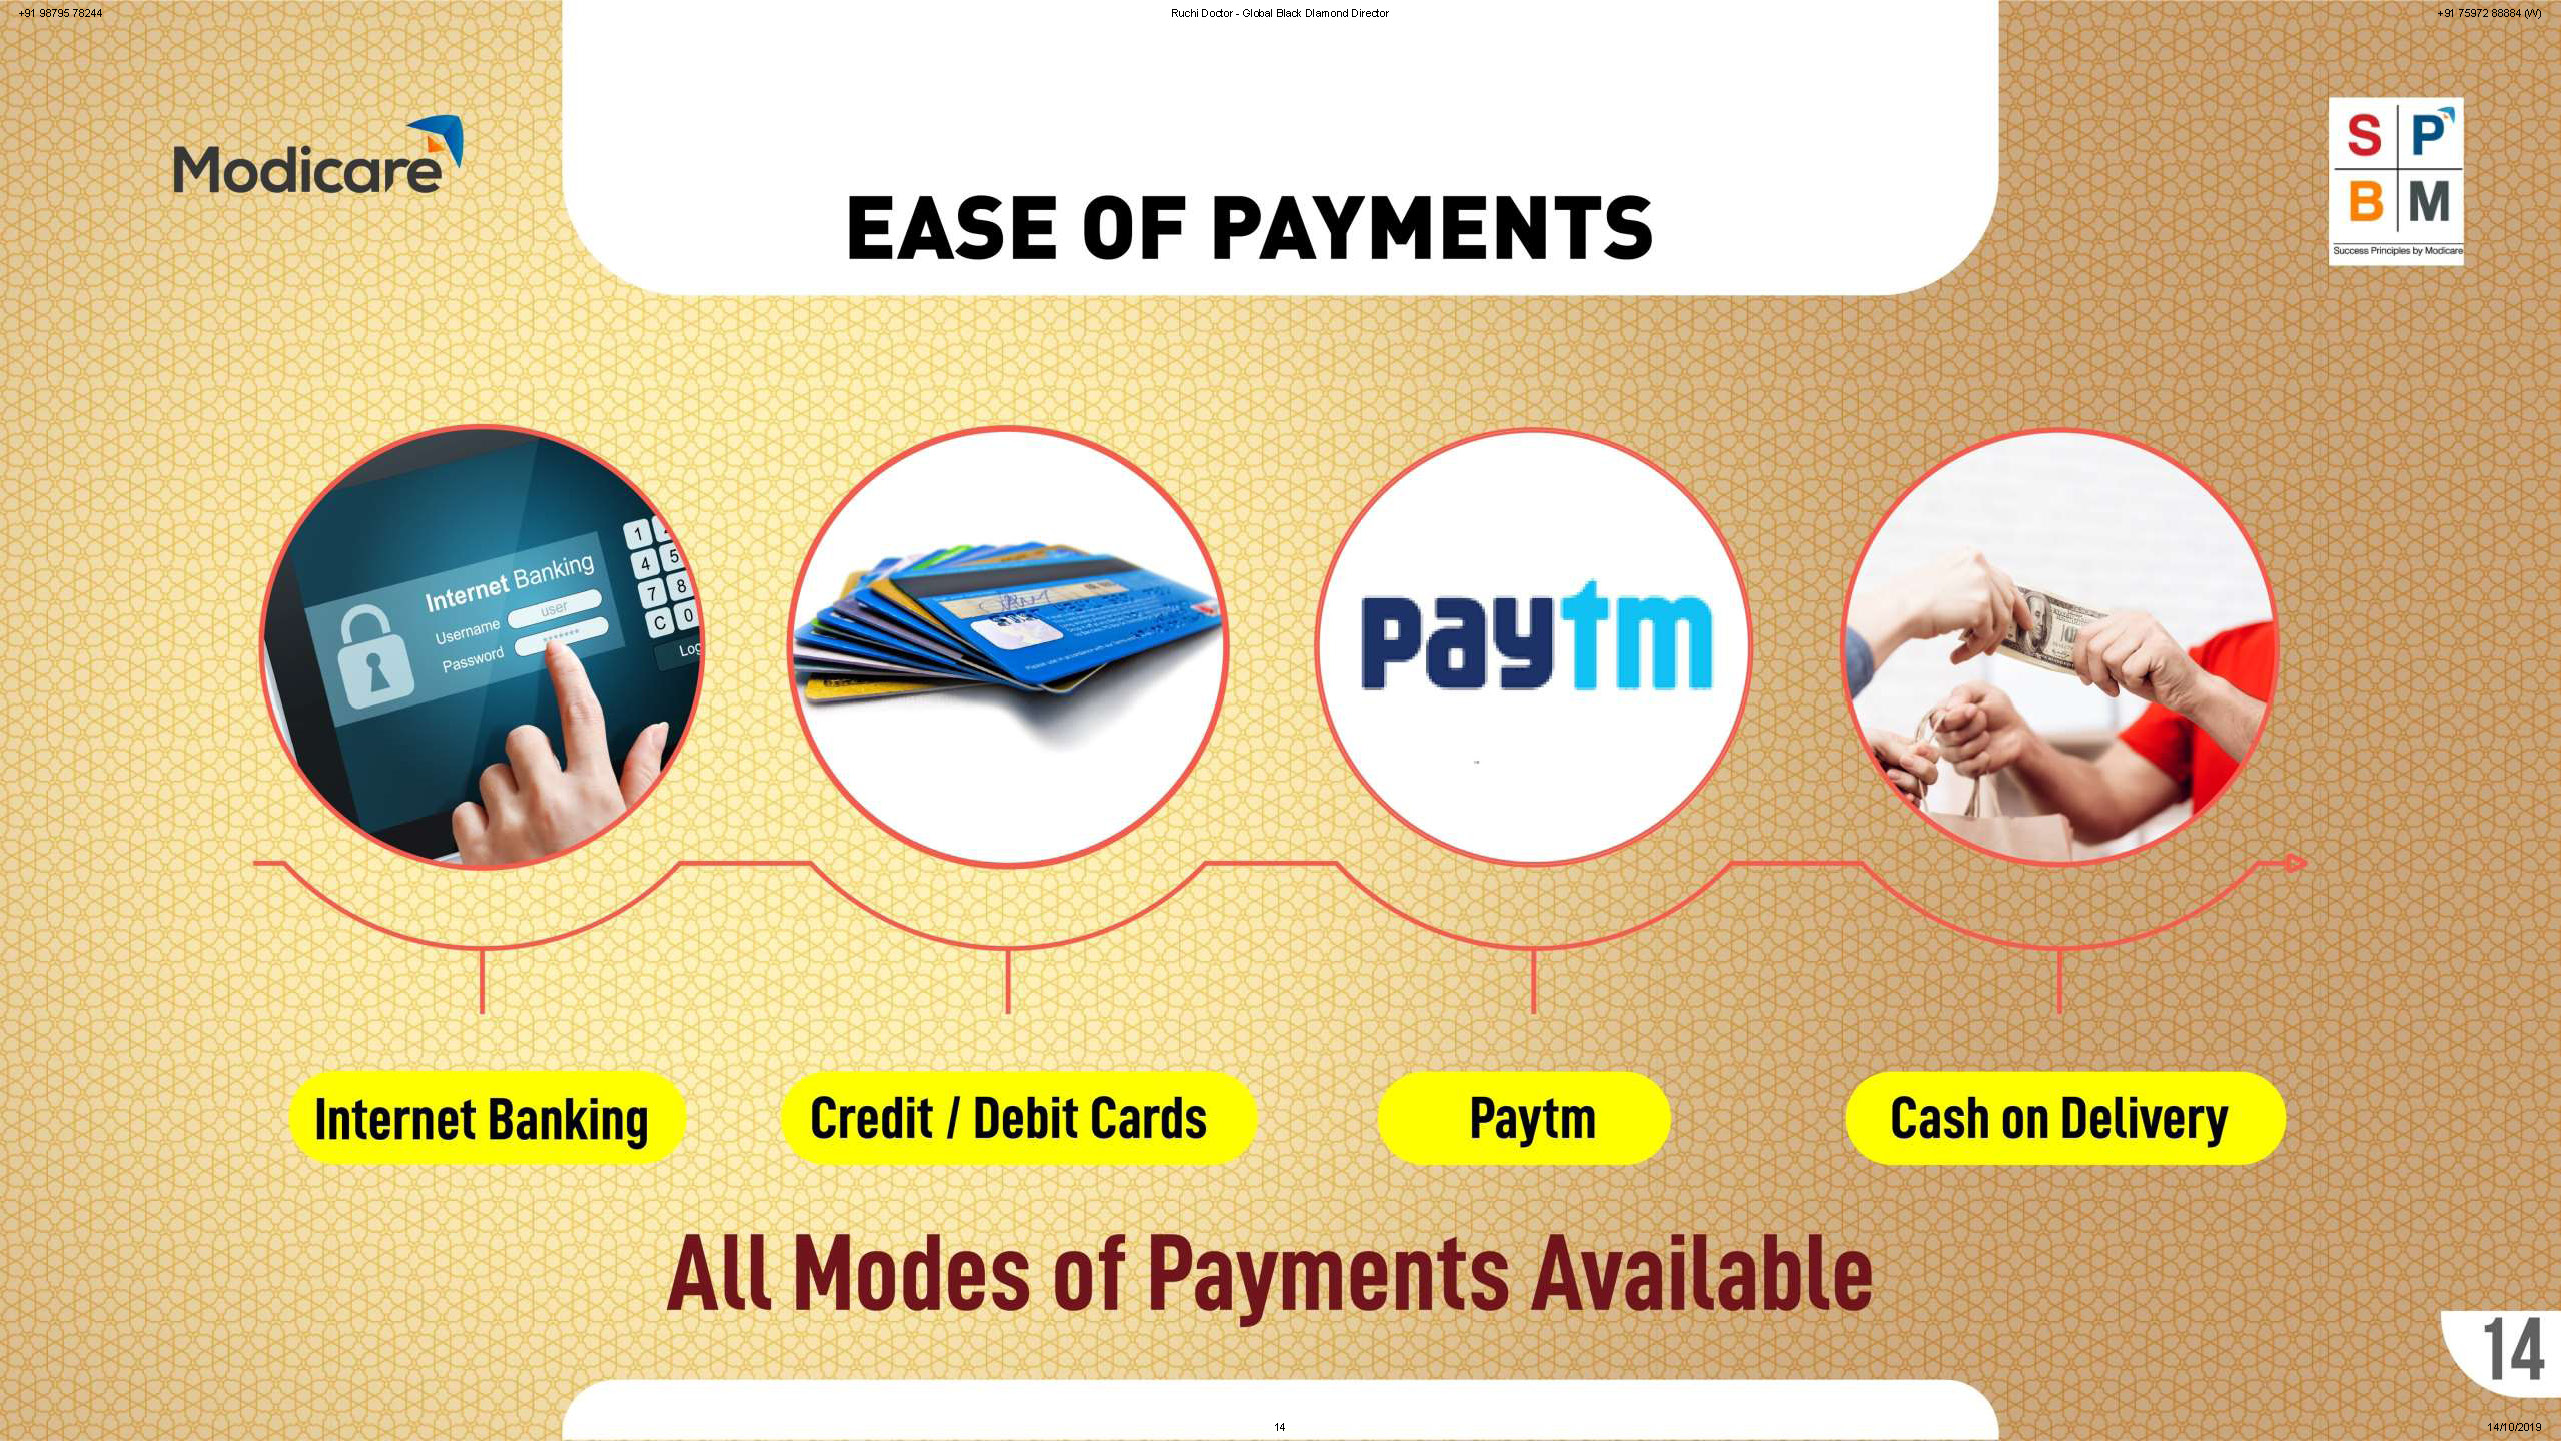 +91 98795 78244
Ruchi Doctor - Global Black DIamond Director
+91 75972 88884 (W)
Modicare
S P
B M
Success Principles by Modicare
EASE OF PAYMENTS
Internet Banking
Username user
Password *******
1
4 5
7 8
C 0
Log
paytm
Internet Banking
Credit / Debit Cards
Paytm
Cash on Delivery
All Modes of Payments Available
14
14
14/10/2019